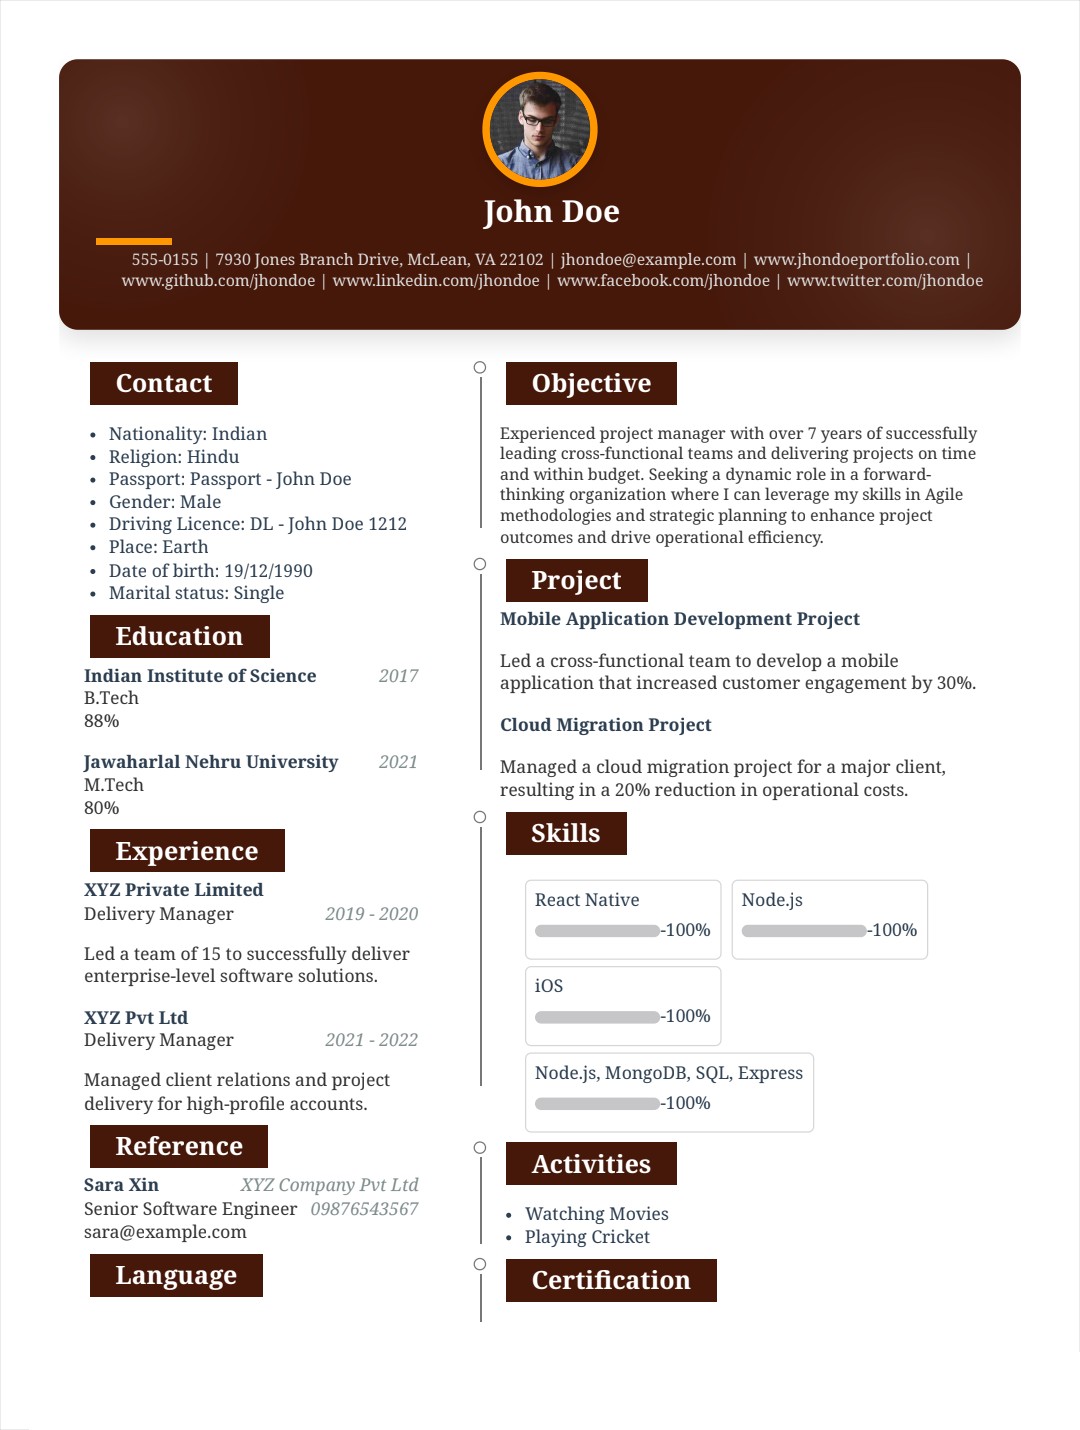 John Doe
555-0155 | 7930 Jones Branch Drive, McLean, VA 22102 | jhondoe@example.com | www.jhondoeportfolio.com |
www.github.com/jhondoe | www.linkedin.com/jhondoe | www.facebook.com/jhondoe | www.twitter.com/jhondoe
Contact
• Nationality: Indian
• Religion: Hindu
• Passport: Passport - John Doe
• Gender: Male
• Driving Licence: DL - John Doe 1212
• Place: Earth
• Date of birth: 19/12/1990
• Marital status: Single
Education
Indian Institute of Science 2017
B.Tech
88%
Jawaharlal Nehru University 2021
M.Tech
80%
Experience
XYZ Private Limited
Delivery Manager 2019 - 2020
Led a team of 15 to successfully deliver
enterprise-level software solutions.
XYZ Pvt Ltd
Delivery Manager 2021 - 2022
Managed client relations and project
delivery for high-profile accounts.
Reference
Sara Xin XYZ Company Pvt Ltd
Senior Software Engineer 09876543567
sara@example.com
Language
Objective
Experienced project manager with over 7 years of successfully
leading cross-functional teams and delivering projects on time
and within budget. Seeking a dynamic role in a forward-
thinking organization where I can leverage my skills in Agile
methodologies and strategic planning to enhance project
outcomes and drive operational efficiency.
Project
Mobile Application Development Project
Led a cross-functional team to develop a mobile
application that increased customer engagement by 30%.
Cloud Migration Project
Managed a cloud migration project for a major client,
resulting in a 20% reduction in operational costs.
Skills
React Native
-100%
Node.js
-100%
iOS
-100%
Node.js, MongoDB, SQL, Express
-100%
Activities
• Watching Movies
• Playing Cricket
Certification